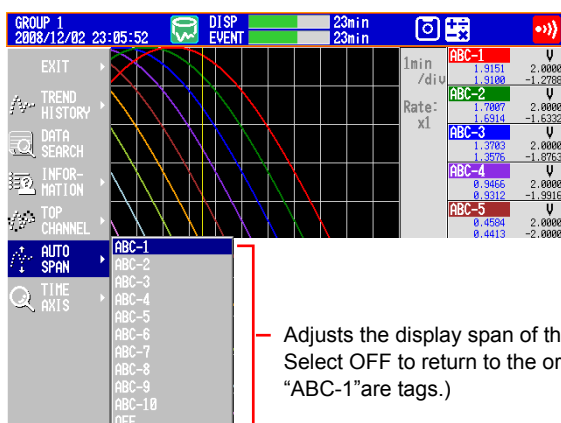 GROUP 1
2008/12/02 23:05:52
DISP 23min
EVENT 23min
EXIT
TREND
HISTORY
DATA
SEARCH
INFOR-
MATION
TOP
CHANNEL
AUTO
SPAN
TIME
AXIS
1min
/div
Rate:
x1
ABC-1 V
1.9151 2.0000
1.9100 -1.2788
ABC-2 V
1.7007 2.0000
1.6914 -1.6332
ABC-3 V
1.3703 2.0000
1.3576 -1.8763
ABC-4 V
0.9466 2.0000
0.9312 -1.9916
ABC-5 V
0.4584 2.0000
0.4413 -2.0000
ABC-1
ABC-2
ABC-3
ABC-4
ABC-5
ABC-6
ABC-7
ABC-8
ABC-9
ABC-10
OFF
Adjusts the display span of th
Select OFF to return to the or
“ABC-1”are tags.)